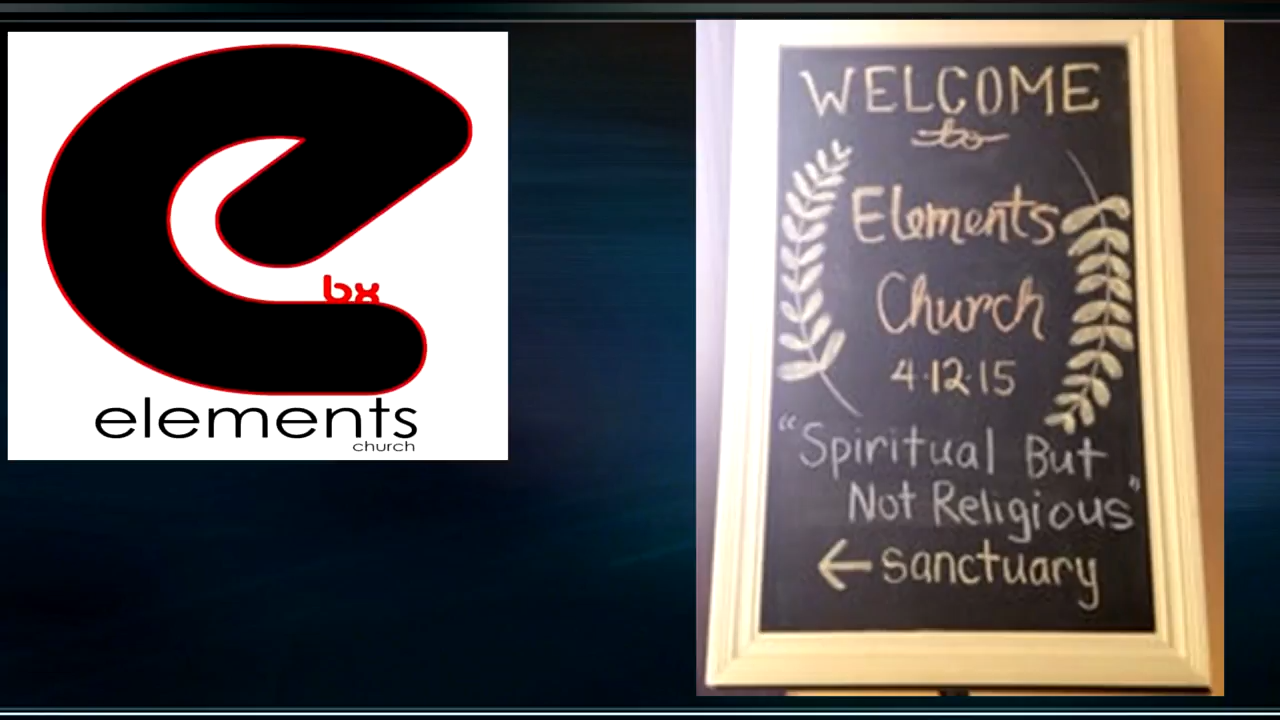 bx
elements
church
WELCOME
to
Elements
Church
4·12·15
"Spiritual But
Not Religious"
← sanctuary